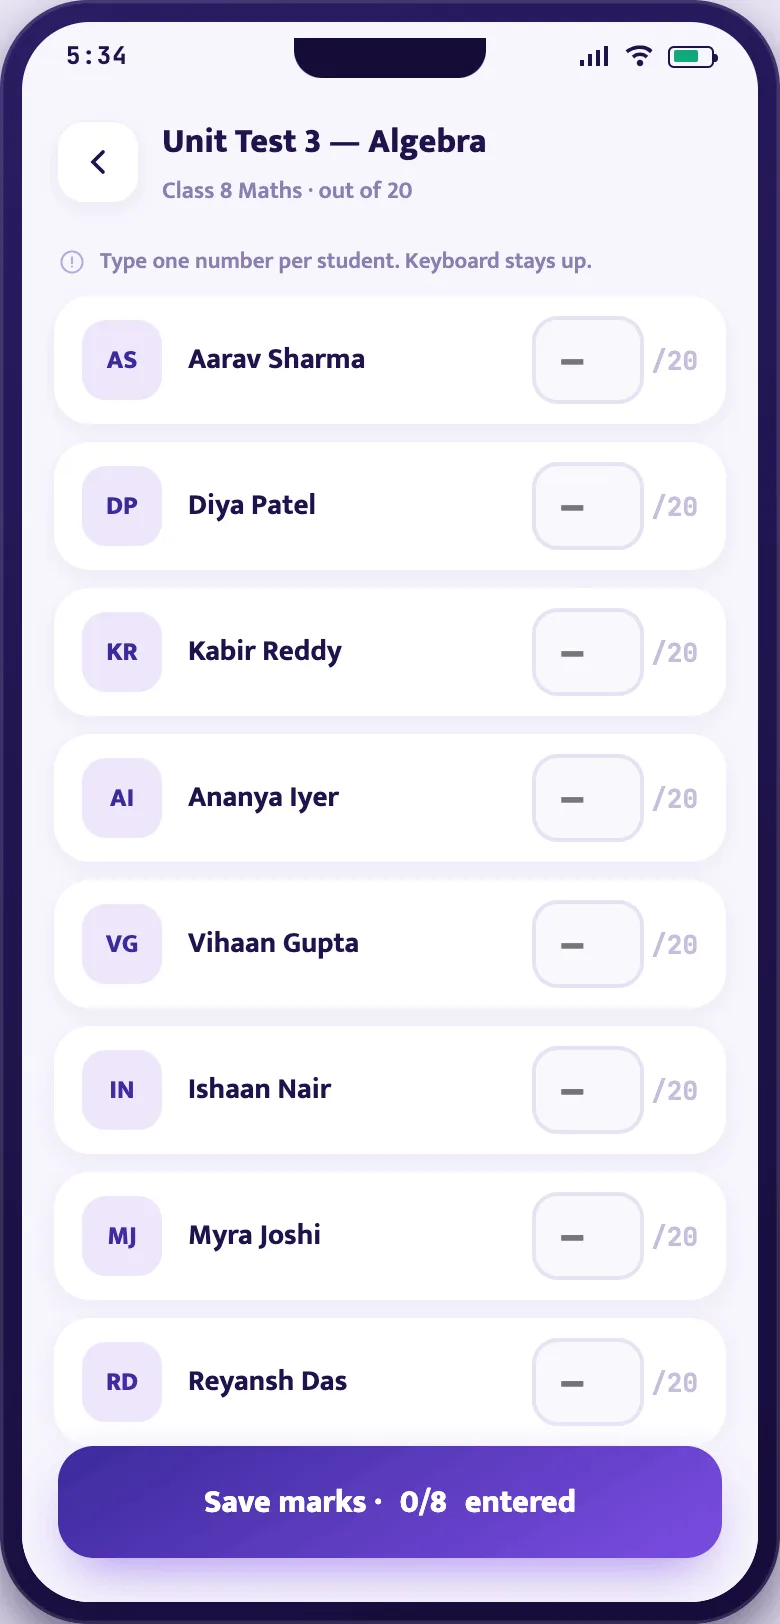 5:34
Unit Test 3 — Algebra
Class 8 Maths · out of 20
Type one number per student. Keyboard stays up.
AS Aarav Sharma – /20
DP Diya Patel – /20
KR Kabir Reddy – /20
AI Ananya Iyer – /20
VG Vihaan Gupta – /20
IN Ishaan Nair – /20
MJ Myra Joshi – /20
RD Reyansh Das – /20
Save marks · 0/8 entered